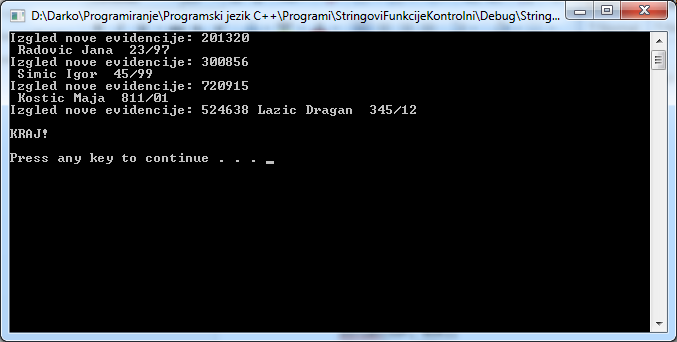 D:\Darko\Programiranje\Programski jezik C++\Programi\StringoviFunkcijeKontrolni\Debug\String...
Izgled nove evidencije: 201320
 Radovic Jana  23/97
Izgled nove evidencije: 300856
 Simic Igor  45/99
Izgled nove evidencije: 720915
 Kostic Maja  811/01
Izgled nove evidencije: 524638 Lazic Dragan  345/12
KRAJ!
Press any key to continue . . .